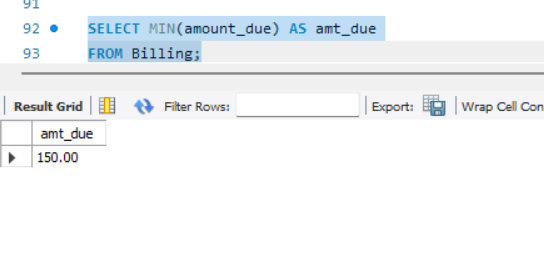 91
92 SELECT MIN(amount_due) AS amt_due
93 FROM Billing;
Result Grid Filter Rows: Export: Wrap Cell Con
amt_due
150.00